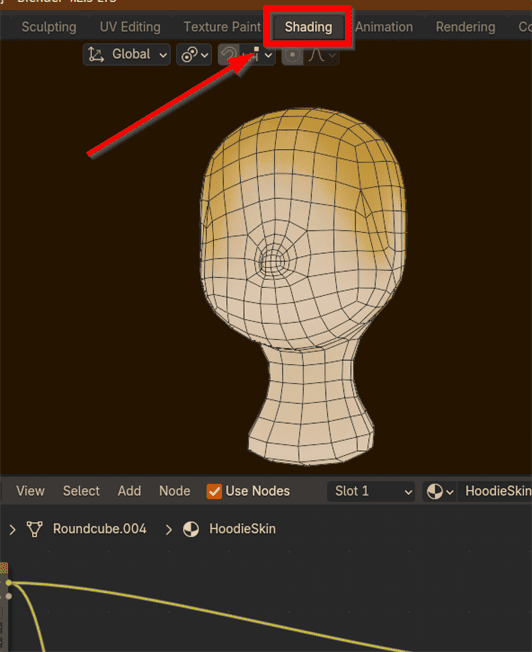 Sculpting UV Editing Texture Paint Shading Animation Rendering
Global
View Select Add Node Use Nodes Slot 1 HoodieSkin
Roundcube.004 HoodieSkin